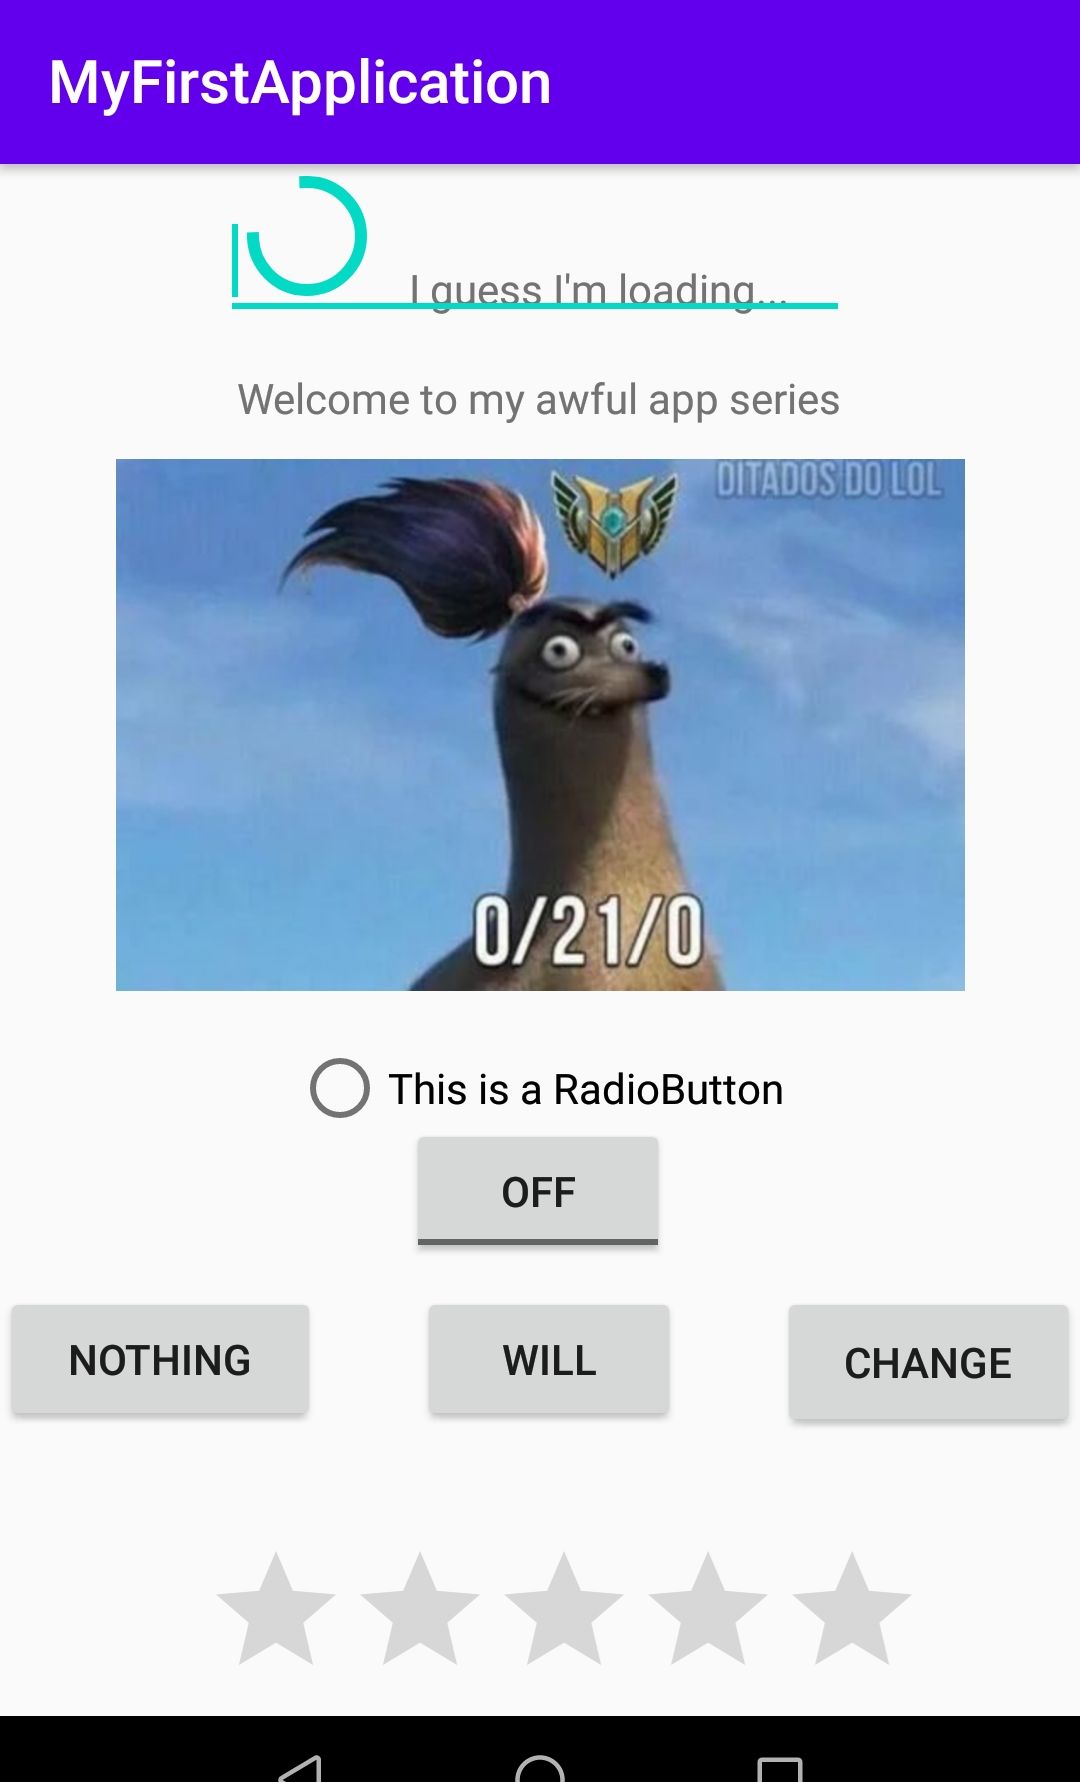 MyFirstApplication
I guess I'm loading...
Welcome to my awful app series
DITADOS DO LOL
0/21/0
This is a RadioButton
OFF
NOTHING WILL CHANGE